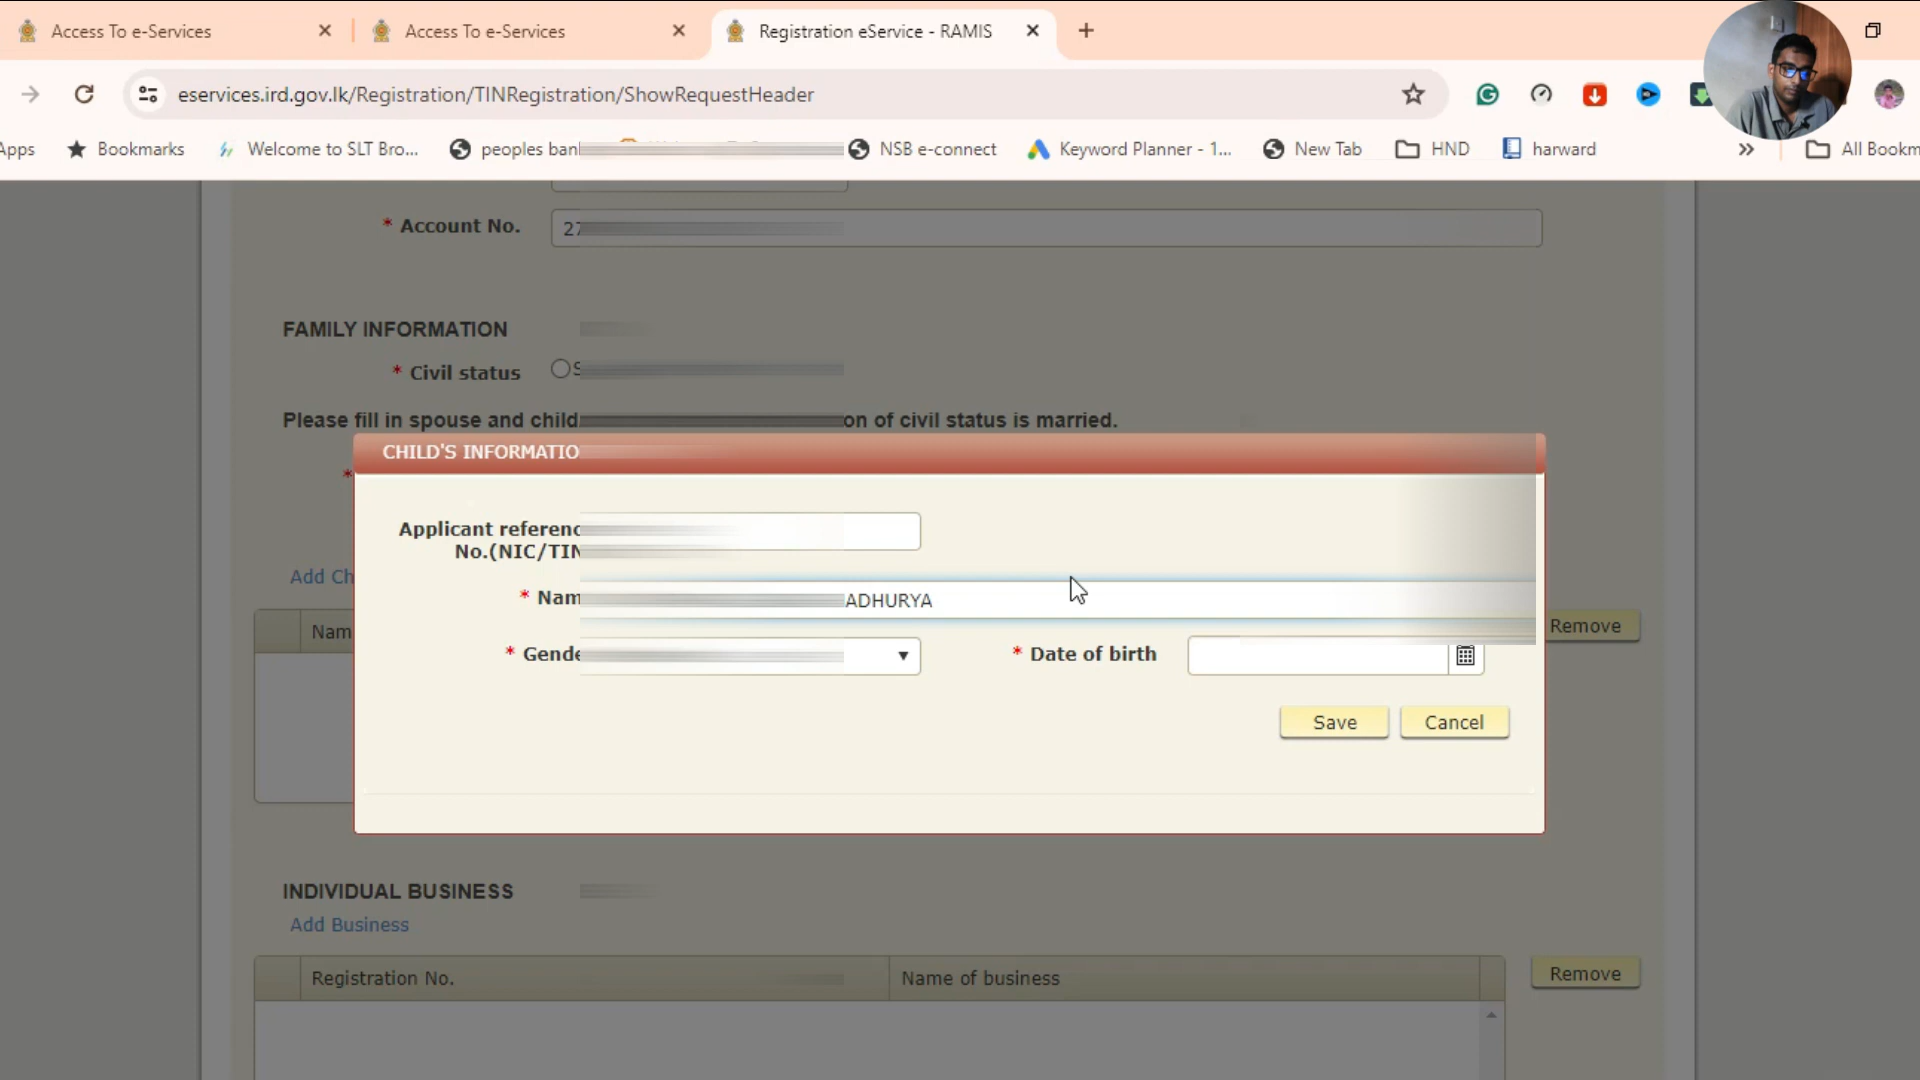 Access To e-Services
Access To e-Services
Registration eService - RAMIS
eservices.ird.gov.lk/Registration/TINRegistration/ShowRequestHeader
Apps
Bookmarks
Welcome to SLT Bro...
peoples ban
NSB e-connect
Keyword Planner - 1...
New Tab
HND
harward
»
All Bookm
* Account No.
27
FAMILY INFORMATION
* Civil status
S
Please fill in spouse and child
on of civil status is married.
CHILD'S INFORMATIO
*
Applicant referenc
No.(NIC/TIN
Add Ch
* Nam
ADHURYA
Nam
Remove
* Gende
* Date of birth
Save
Cancel
INDIVIDUAL BUSINESS
Add Business
Registration No.
Name of business
Remove